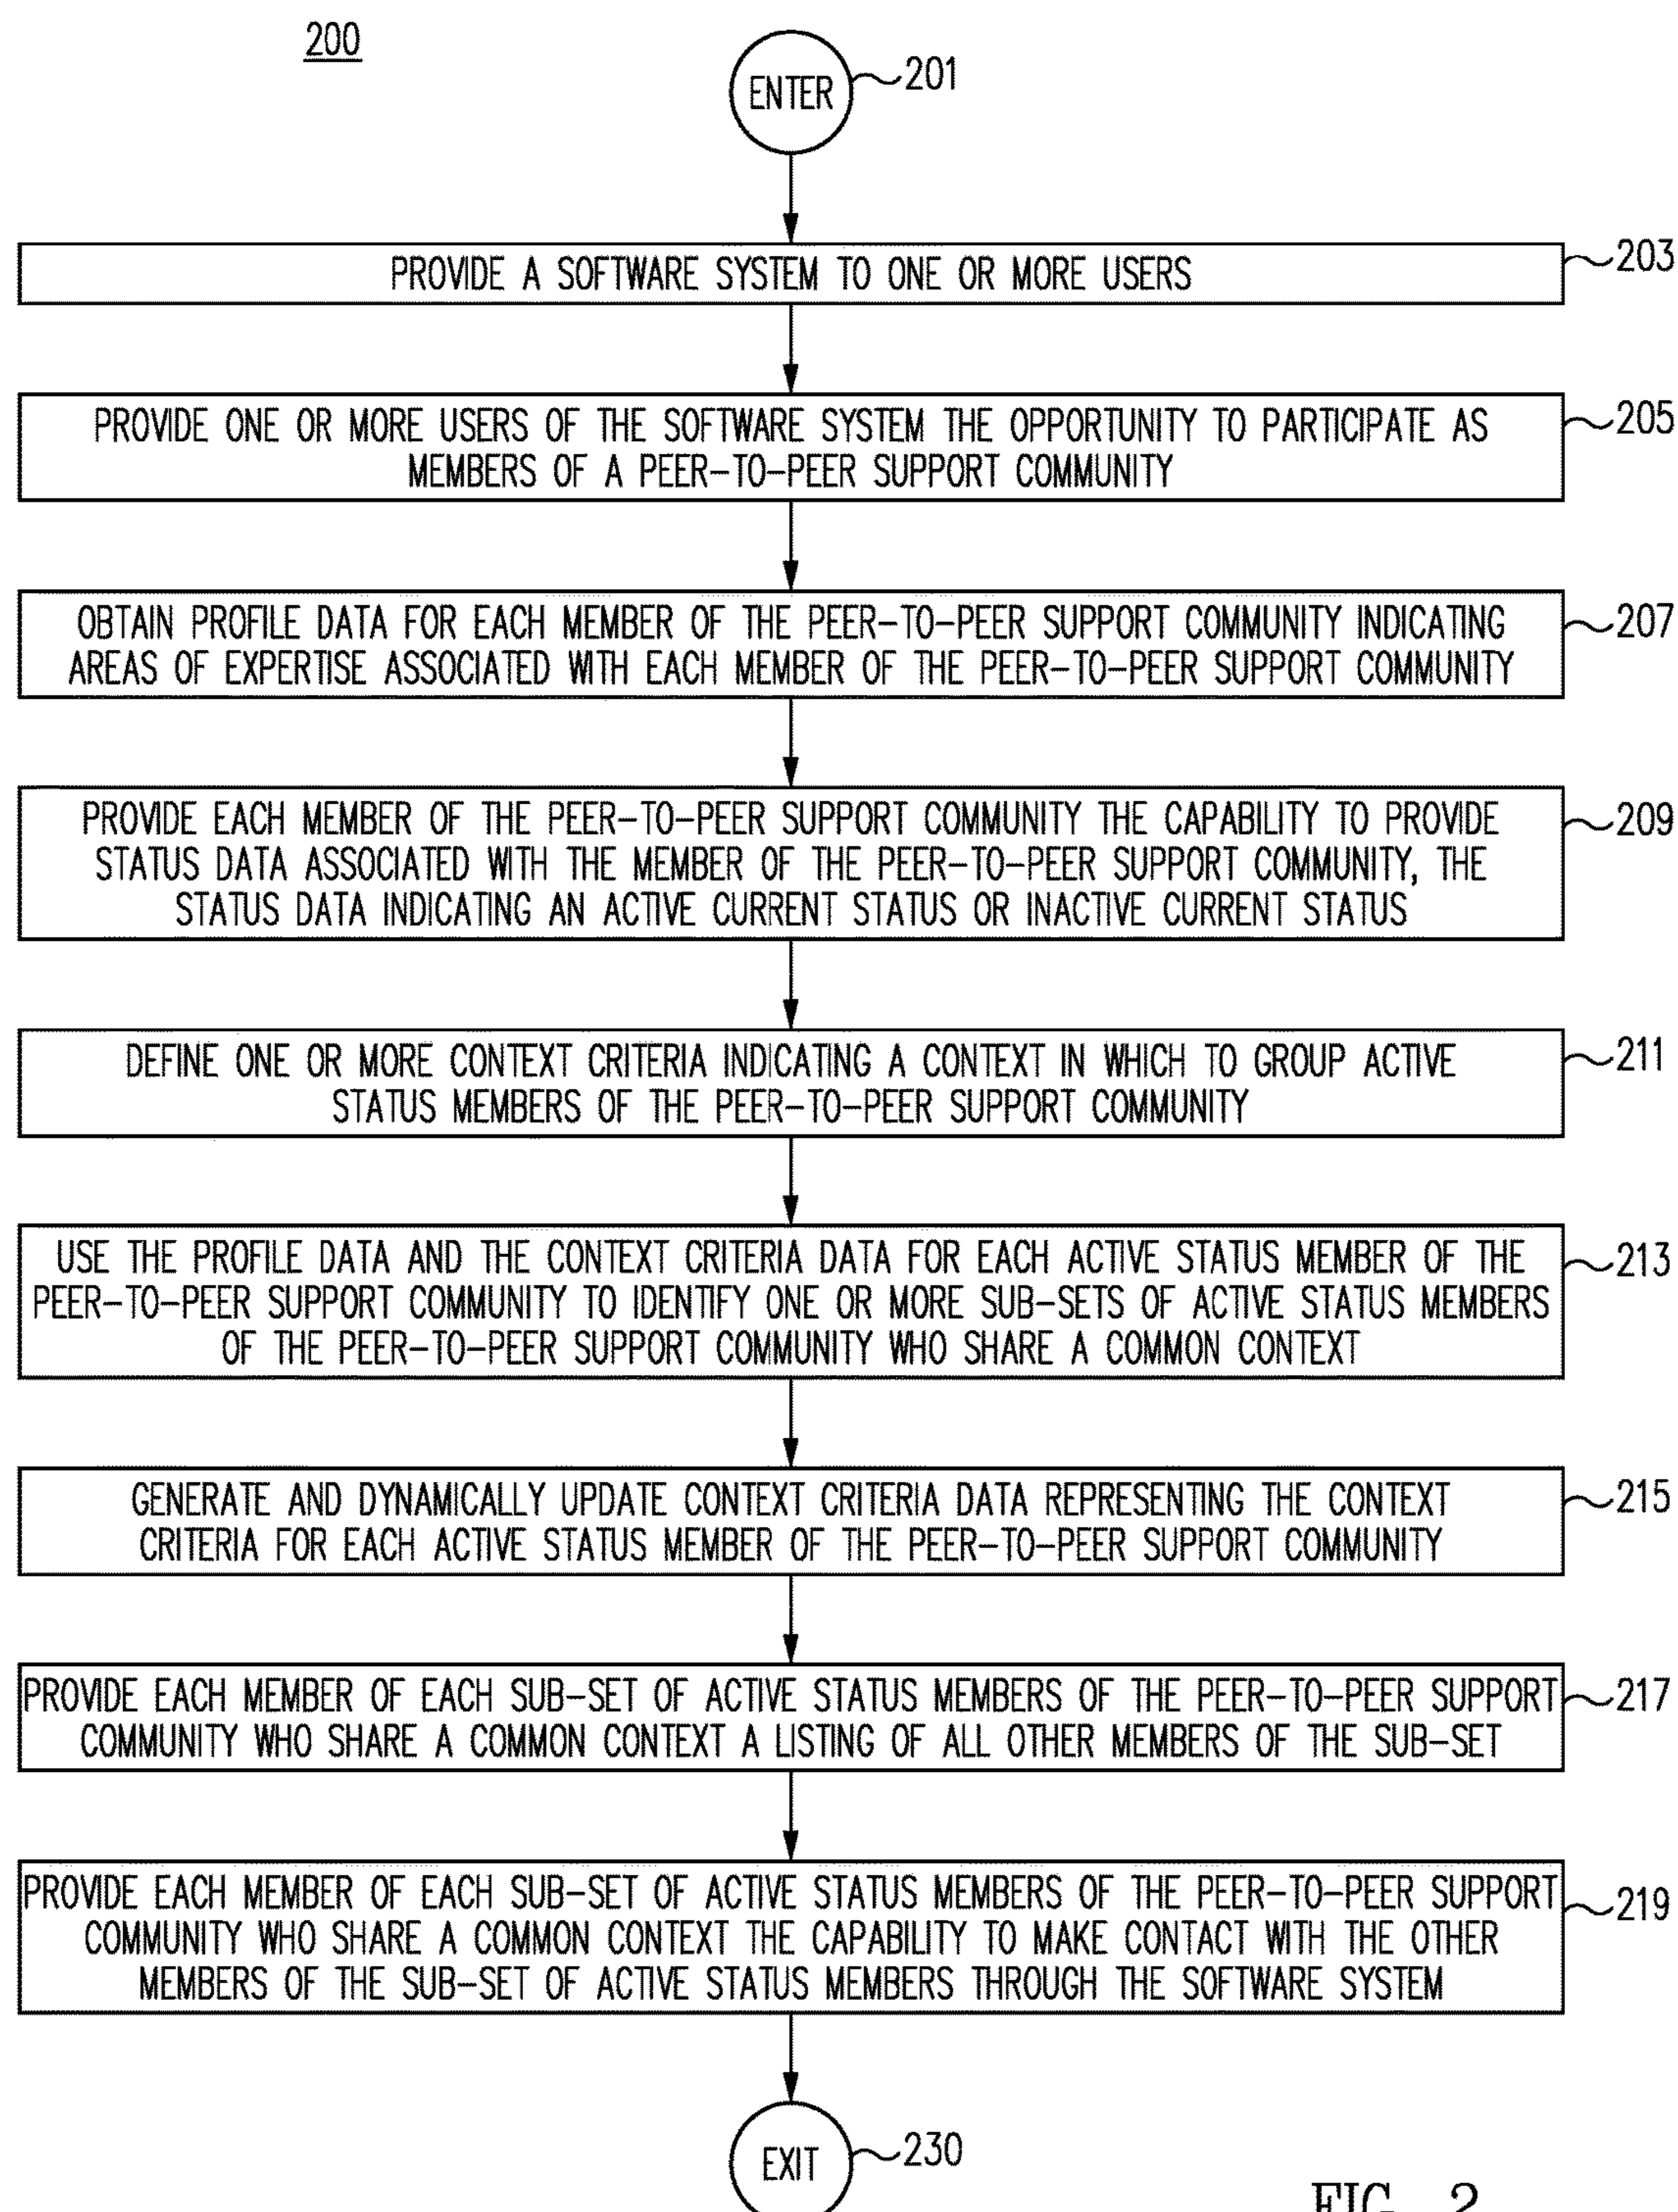 200
ENTER
201
PROVIDE A SOFTWARE SYSTEM TO ONE OR MORE USERS
203
PROVIDE ONE OR MORE USERS OF THE SOFTWARE SYSTEM THE OPPORTUNITY TO PARTICIPATE AS
MEMBERS OF A PEER-TO-PEER SUPPORT COMMUNITY
205
OBTAIN PROFILE DATA FOR EACH MEMBER OF THE PEER-TO-PEER SUPPORT COMMUNITY INDICATING
AREAS OF EXPERTISE ASSOCIATED WITH EACH MEMBER OF THE PEER-TO-PEER SUPPORT COMMUNITY
207
PROVIDE EACH MEMBER OF THE PEER-TO-PEER SUPPORT COMMUNITY THE CAPABILITY TO PROVIDE
STATUS DATA ASSOCIATED WITH THE MEMBER OF THE PEER-TO-PEER SUPPORT COMMUNITY, THE
STATUS DATA INDICATING AN ACTIVE CURRENT STATUS OR INACTIVE CURRENT STATUS
209
DEFINE ONE OR MORE CONTEXT CRITERIA INDICATING A CONTEXT IN WHICH TO GROUP ACTIVE
STATUS MEMBERS OF THE PEER-TO-PEER SUPPORT COMMUNITY
211
USE THE PROFILE DATA AND THE CONTEXT CRITERIA DATA FOR EACH ACTIVE STATUS MEMBER OF THE
PEER-TO-PEER SUPPORT COMMUNITY TO IDENTIFY ONE OR MORE SUB-SETS OF ACTIVE STATUS MEMBERS
OF THE PEER-TO-PEER SUPPORT COMMUNITY WHO SHARE A COMMON CONTEXT
213
GENERATE AND DYNAMICALLY UPDATE CONTEXT CRITERIA DATA REPRESENTING THE CONTEXT
CRITERIA FOR EACH ACTIVE STATUS MEMBER OF THE PEER-TO-PEER SUPPORT COMMUNITY
215
PROVIDE EACH MEMBER OF EACH SUB-SET OF ACTIVE STATUS MEMBERS OF THE PEER-TO-PEER SUPPORT
COMMUNITY WHO SHARE A COMMON CONTEXT A LISTING OF ALL OTHER MEMBERS OF THE SUB-SET
217
PROVIDE EACH MEMBER OF EACH SUB-SET OF ACTIVE STATUS MEMBERS OF THE PEER-TO-PEER SUPPORT
COMMUNITY WHO SHARE A COMMON CONTEXT THE CAPABILITY TO MAKE CONTACT WITH THE OTHER
MEMBERS OF THE SUB-SET OF ACTIVE STATUS MEMBERS THROUGH THE SOFTWARE SYSTEM
219
EXIT
230
FIG. 2